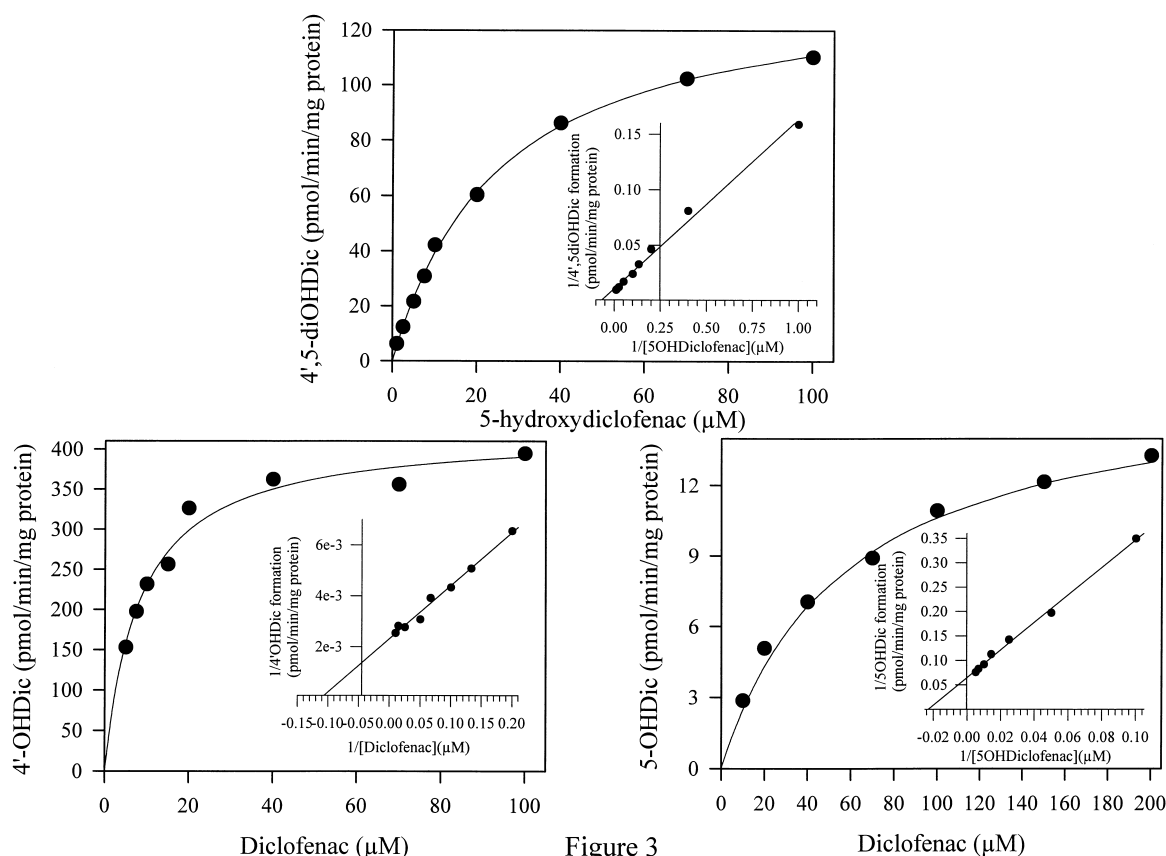 4',5-diOHDic (pmol/min/mg protein)
120
100
80
60
40
20
0
1/4',5diOHDic formation
(pmol/min/mg protein)
0.15
0.10
0.05
0.00 0.25 0.50 0.75 1.00
1/[5OHDiclofenac](µM)
0 20 40 60 80 100
5-hydroxydiclofenac (µM)
4'-OHDic (pmol/min/mg protein)
400
350
300
250
200
150
100
50
0
1/4'OHDic formation
(pmol/min/mg protein)
6e-3
4e-3
2e-3
-0.15-0.10-0.05 0.00 0.05 0.10 0.15 0.20
1/[Diclofenac](µM)
0 20 40 60 80 100
Diclofenac (µM)
5-OHDic (pmol/min/mg protein)
12
9
6
3
0
1/5OHDic formation
(pmol/min/mg protein)
0.35
0.30
0.25
0.20
0.15
0.10
0.05
-0.02 0.00 0.02 0.04 0.06 0.08 0.10
1/[5OHDiclofenac](µM)
0 20 40 60 80 100 120 140 160 180 200
Diclofenac (µM)
Figure 3